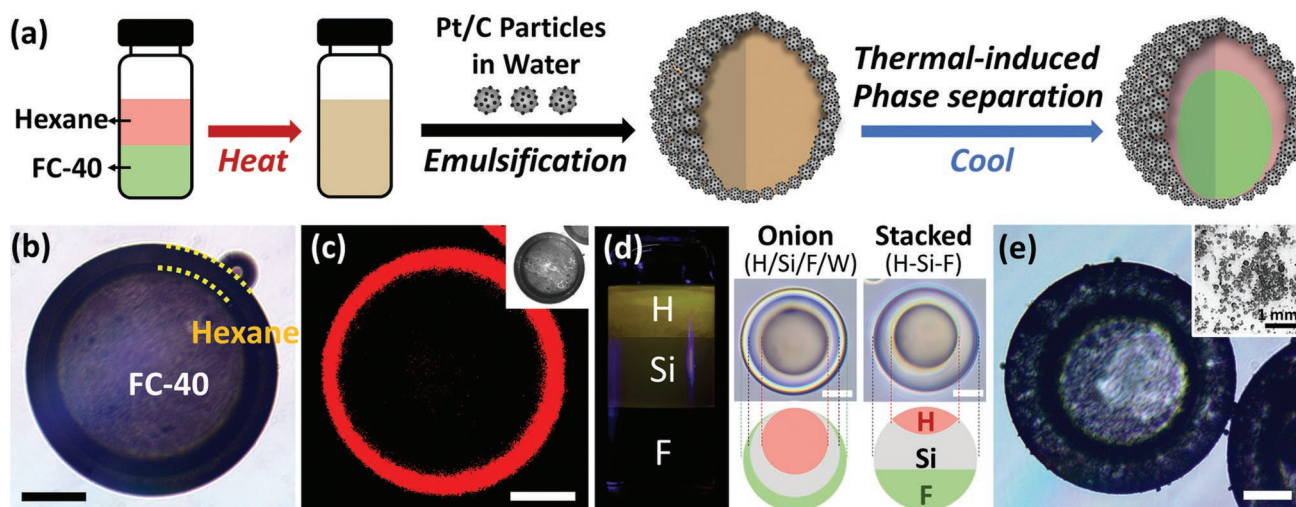 (a)
Hexane
FC-40
Heat
Pt/C Particles
in Water
Emulsification
Thermal-induced
Phase separation
Cool
(b)
Hexane
FC-40
(c)
(d)
H
Si
F
Onion
(H/Si/F/W)
Stacked
(H-Si-F)
H
Si
F
(e)
1 mm